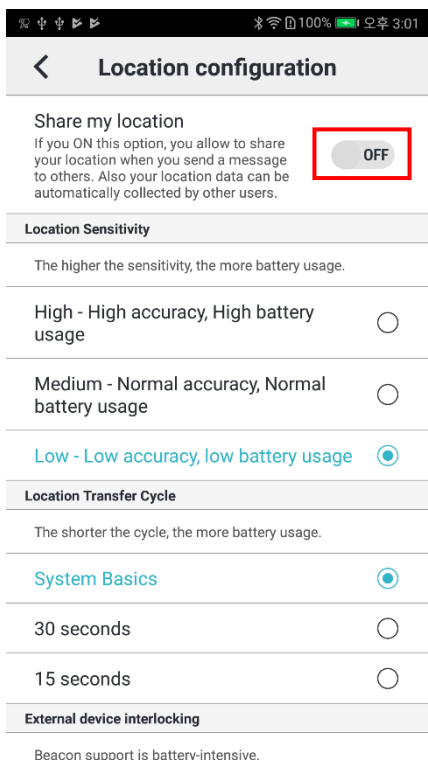 100% 오후 3:01
Location configuration
Share my location
If you ON this option, you allow to share
your location when you send a message
to others. Also your location data can be
automatically collected by other users.
OFF
Location Sensitivity
The higher the sensitivity, the more battery usage.
High - High accuracy, High battery
usage
Medium - Normal accuracy, Normal
battery usage
Low - Low accuracy, low battery usage
Location Transfer Cycle
The shorter the cycle, the more battery usage.
System Basics
30 seconds
15 seconds
External device interlocking
Beacon support is battery-intensive.